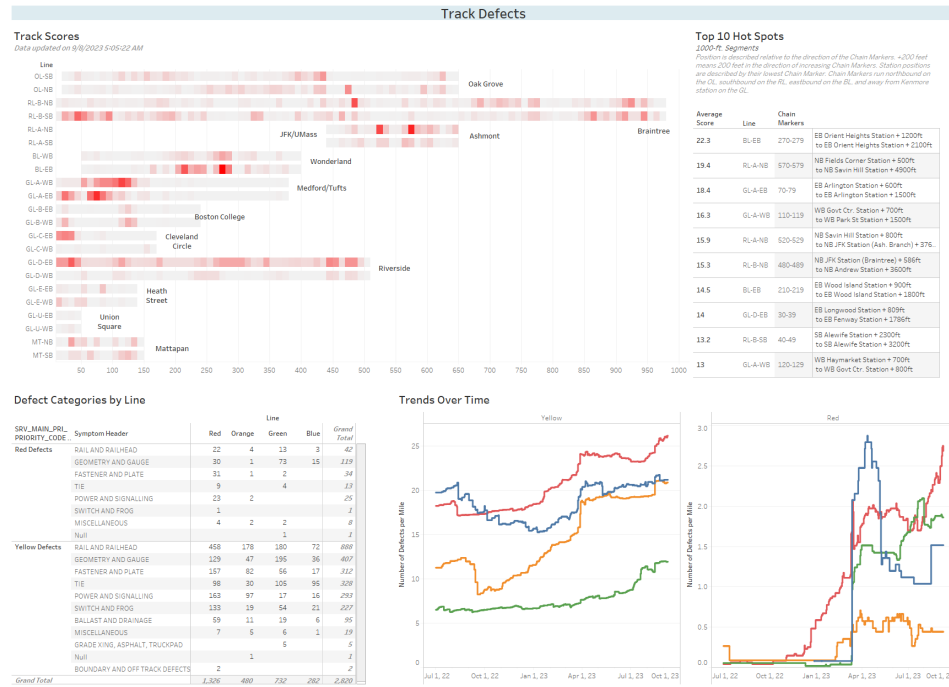 Track Defects
Track Scores
Data updated on 9/8/2023 5:05:22 AM
Line
OL-SB
OL-NB
Oak Grove
RL-B-NB
RL-B-SB
Braintree
RL-A-NB
JFK/UMass
Ashmont
RL-A-SB
BL-WB
Wonderland
BL-EB
GL-A-WB
Medford/Tufts
GL-A-EB
GL-B-EB
Boston College
GL-B-WB
GL-C-EB
Cleveland
Circle
GL-C-WB
GL-D-EB
Riverside
GL-D-WB
GL-E-EB
Heath
Street
GL-E-WB
GL-U-EB
Union
Square
GL-U-WB
MT-NB
Mattapan
MT-SB
50 100 150 200 250 300 350 400 450 500 550 600 650 700 750 800 850 900 950 1000
Top 10 Hot Spots
1000-ft. Segments
Position is described relative to the direction of the Chain Markers. +200 feet
means 200 feet in the direction of increasing Chain Markers. Station positions
are described by their lowest Chain Marker. Chain Markers run northbound on
the OL, southbound on the RL, eastbound on the BL, and away from Kenmore
station on the GL.
Average Score Line Chain Markers
22.3 BL-EB 270-279 EB Orient Heights Station + 1200ft
to EB Orient Heights + 2100ft
19.4 RL-A-NB 570-579 NB Fields Corner Station + 500ft
to NB Savin Hill Station + 4900ft
18.4 GL-A-EB 70-79 EB Arlington Station + 600ft
to EB Arlington Station + 1500ft
16.3 GL-A-WB 110-119 WB Govt Ctr. Station + 700ft
to WB Park St Station + 1500ft
15.9 RL-A-NB 520-529 NB Savin Hill Station + 800ft
to NB JFK Station (Ash. Branch) + 376..
15.3 RL-B-NB 480-489 NB JFK Station (Braintree) + 586ft
to NB Andrew Station + 3600ft
14.5 BL-EB 210-219 EB Wood Island Station + 900ft
to EB Wood Island Station + 1800ft
14 GL-D-EB 30-39 EB Longwood Station + 809ft
to EB Fenway Station + 1786ft
13.2 RL-B-SB 40-49 SB Alewife Station + 2300ft
to SB Alewife Station + 3200ft
13 GL-A-WB 120-129 WB Haymarket Station + 700ft
to WB Govt Ctr. Station + 800ft
Defect Categories by Line
Line
SRV_MAIN_PRI_
PRIORITY_CODE... Symptom Header Red Orange Green Blue Grand Total
Red Defects RAIL AND RAILHEAD 22 4 13 3 42
GEOMETRY AND GAUGE 30 1 73 15 119
FASTENER AND PLATE 31 1 2 34
TIE 9 4 13
POWER AND SIGNALLING 23 2 25
SWITCH AND FROG 1 1
MISCELLANEOUS 4 2 2 8
Null 1 1
Yellow Defects RAIL AND RAILHEAD 458 178 180 72 888
GEOMETRY AND GAUGE 129 47 195 36 407
FASTENER AND PLATE 157 82 56 17 312
TIE 98 30 105 95 328
POWER AND SIGNALLING 163 97 17 16 293
SWITCH AND FROG 133 19 54 21 227
BALLAST AND DRAINAGE 59 11 19 6 95
MISCELLANEOUS 7 5 6 1 19
GRADE XING, ASPHALT, TRUCKPAD 5 5
Null 1 1
BOUNDARY AND OFF TRACK DEFECTS 2 2
Grand Total 1,326 480 732 282 2,820
Trends Over Time
Yellow
Number of Defects per Mile
25
20
15
10
5
0
Jul 1, 22 Oct 1, 22 Jan 1, 23 Apr 1, 23 Jul 1, 23 Oct 1, 23
Red
Number of Defects per Mile
3.0
2.5
2.0
1.5
1.0
0.5
0.0
Jul 1, 22 Oct 1, 22 Jan 1, 23 Apr 1, 23 Jul 1, 23 Oct 1,